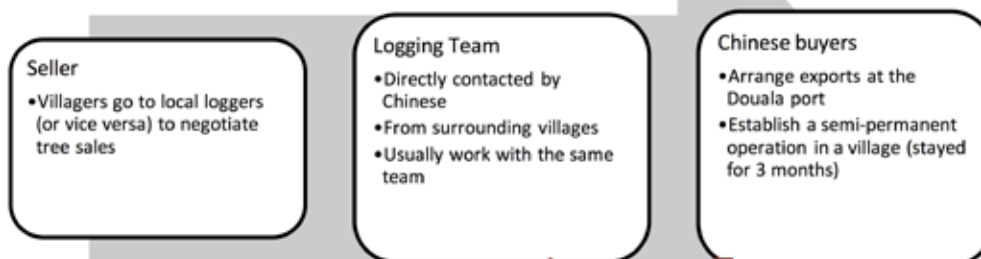 Seller
•Villagers go to local loggers
(or vice versa) to negotiate
tree sales
Logging Team
•Directly contacted by
Chinese
•From surrounding villages
•Usually work with the same
team
Chinese buyers
•Arrange exports at the
Douala port
•Establish a semi-permanent
operation in a village (stayed
for 3 months)